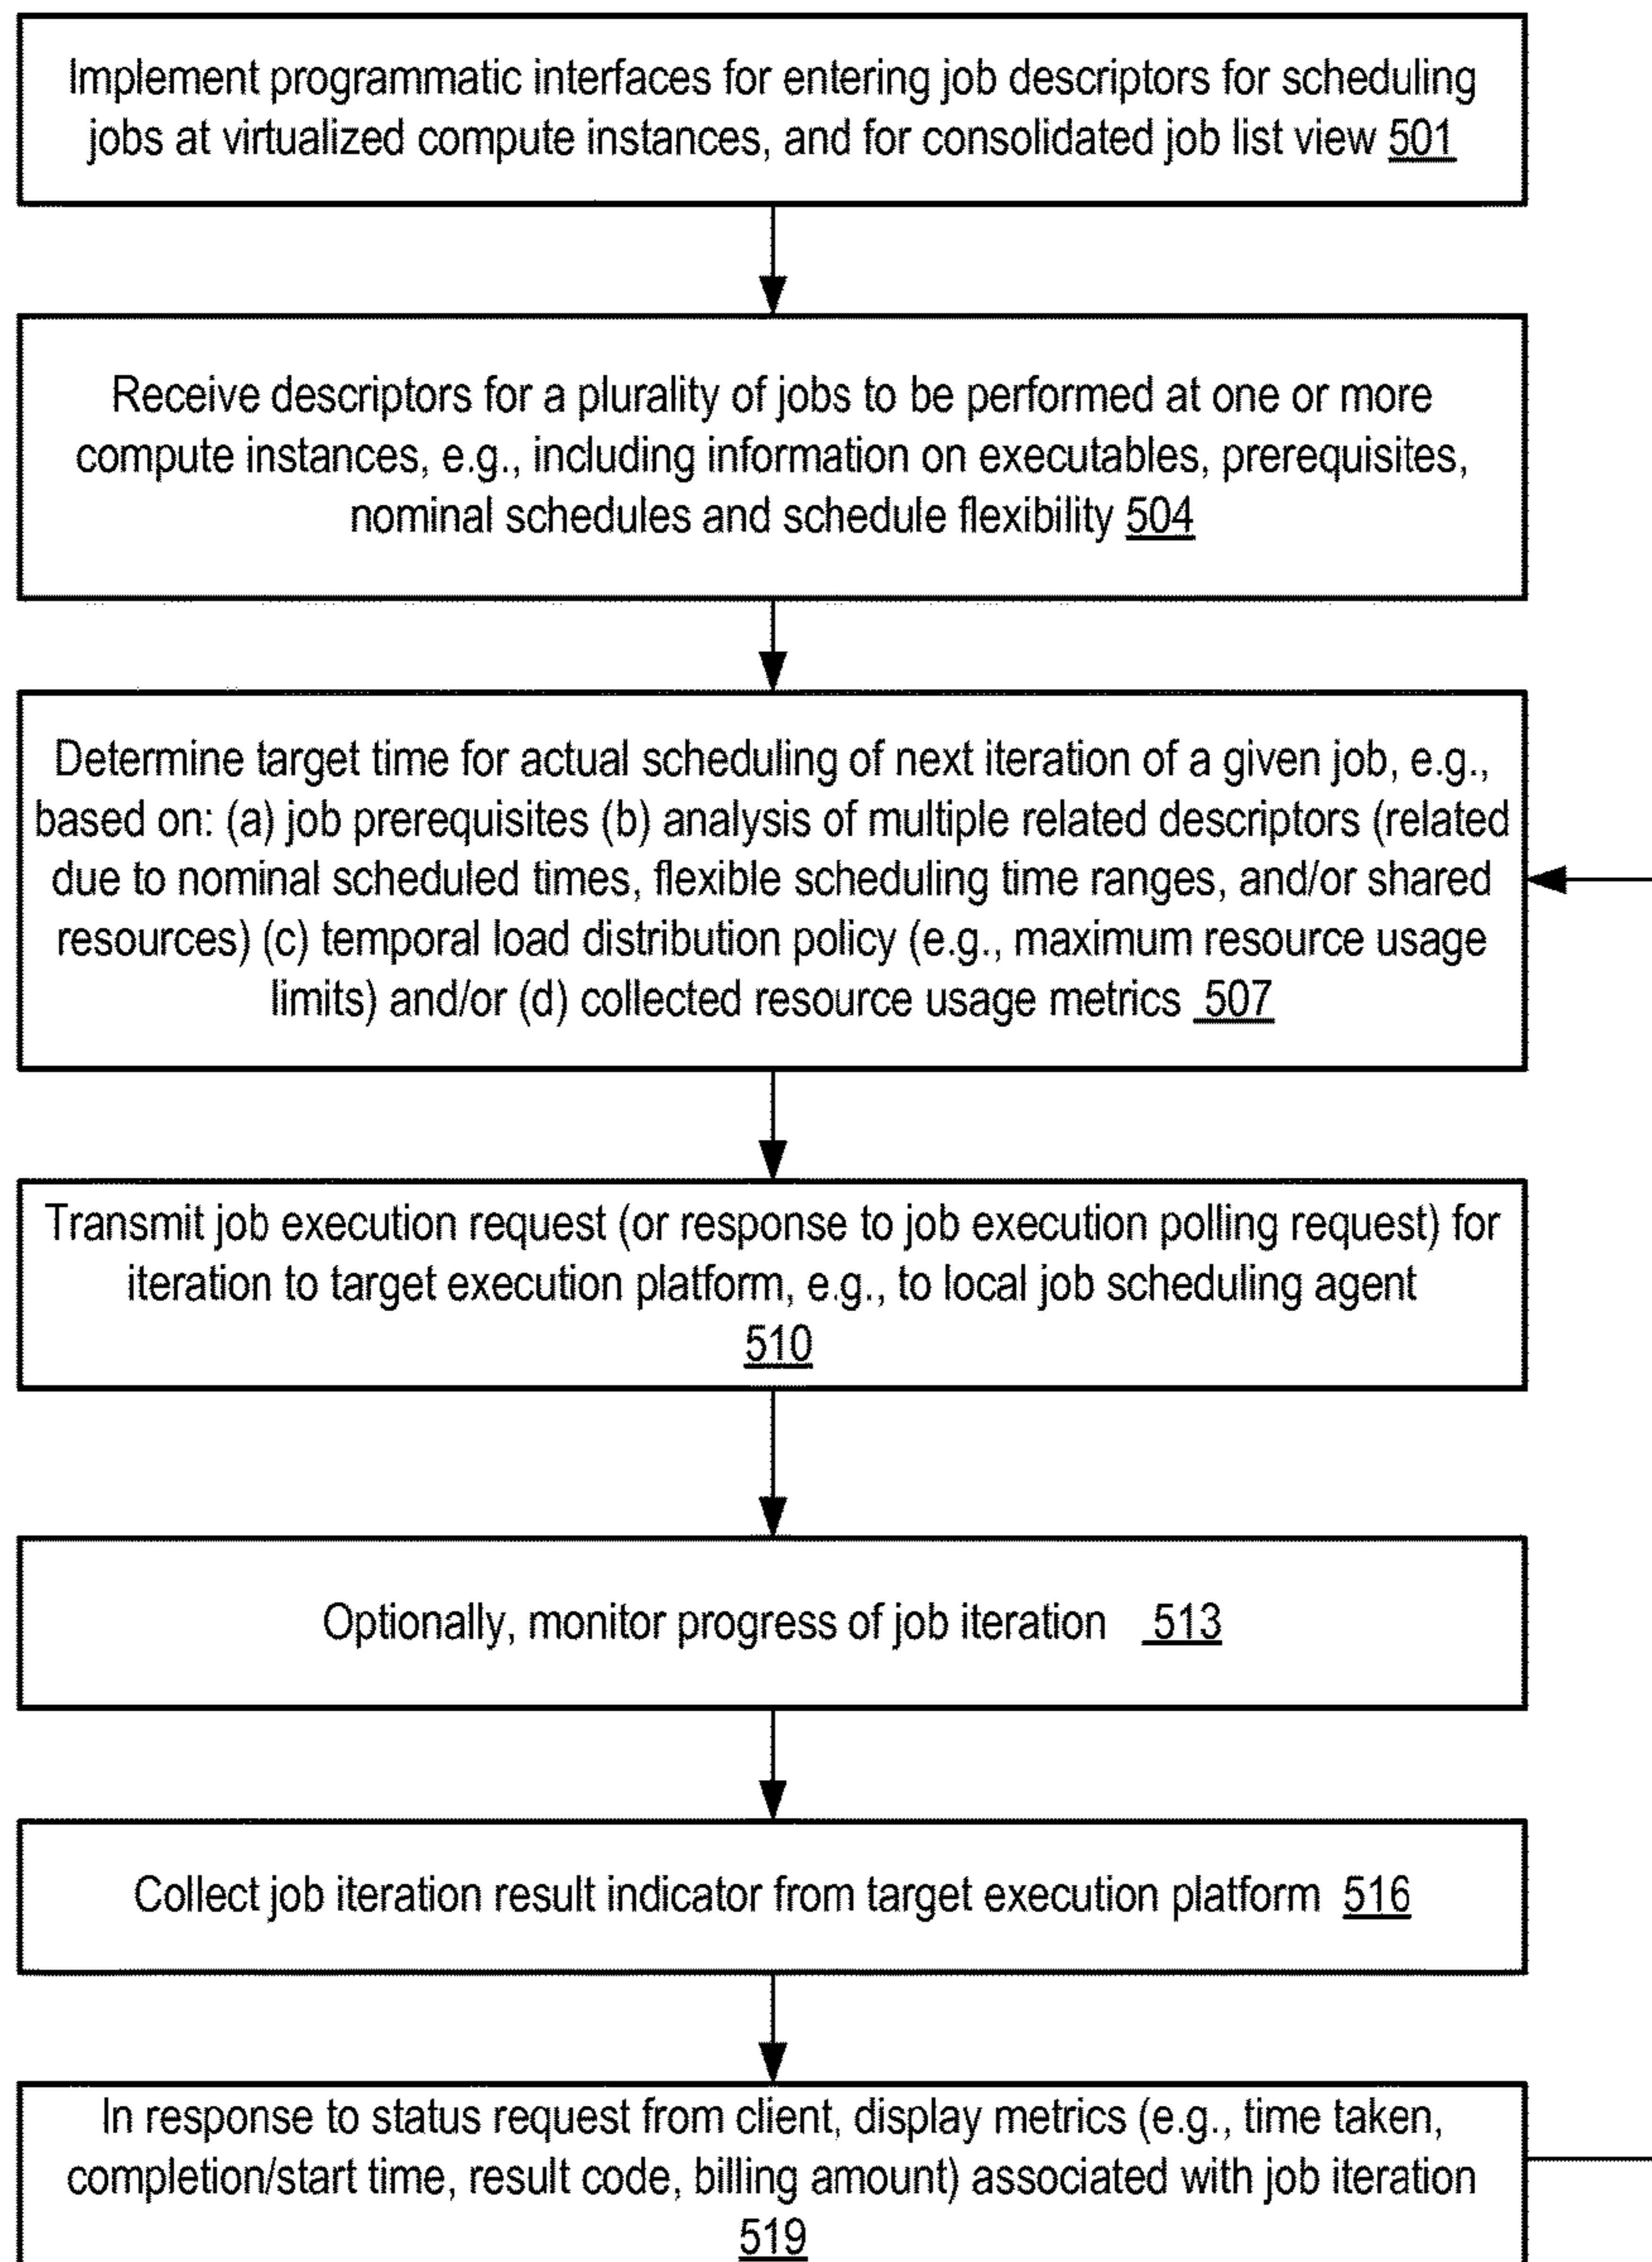 Implement programmatic interfaces for entering job descriptors for scheduling
jobs at virtualized compute instances, and for consolidated job list view 501
Receive descriptors for a plurality of jobs to be performed at one or more
compute instances, e.g., including information on executables, prerequisites,
nominal schedules and schedule flexibility 504
Determine target time for actual scheduling of next iteration of a given job, e.g.,
based on: (a) job prerequisites (b) analysis of multiple related descriptors (related
due to nominal scheduled times, flexible scheduling time ranges, and/or shared
resources) (c) temporal load distribution policy (e.g., maximum resource usage
limits) and/or (d) collected resource usage metrics 507
Transmit job execution request (or response to job execution polling request) for
iteration to target execution platform, e.g., to local job scheduling agent
510
Optionally, monitor progress of job iteration 513
Collect job iteration result indicator from target execution platform 516
In response to status request from client, display metrics (e.g., time taken,
completion/start time, result code, billing amount) associated with job iteration
519